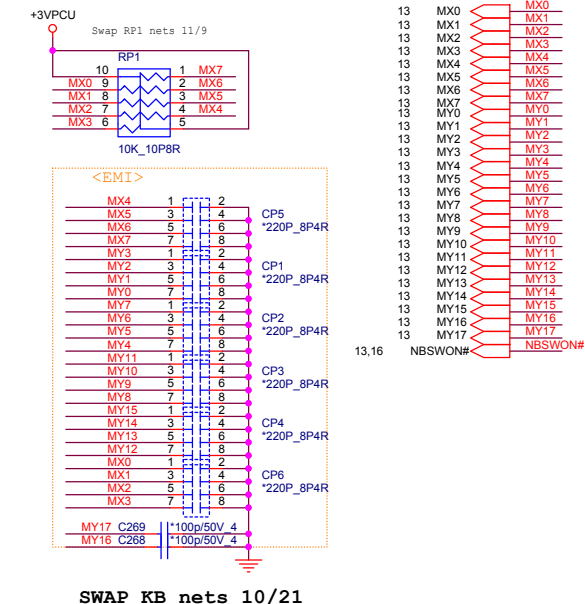 +3VPCU
Swap RP1 nets 11/9
RP1
10 1 MX7
MX0 9 2 MX6
MX1 8 3 MX5
MX2 7 4 MX4
MX3 6 5
10K_10P8R
<EMI>
MX4 1 2
MX5 3 4 CP5
MX6 5 6 *220P_8P4R
MX7 7 8
MY3 1 2
MY2 3 4 CP1
MY1 5 6 *220P_8P4R
MY0 7 8
MY7 1 2
MY6 3 4 CP2
MY5 5 6 *220P_8P4R
MY4 7 8
MY11 1 2
MY10 3 4 CP3
MY9 5 6 *220P_8P4R
MY8 7 8
MY15 1 2
MY14 3 4 CP4
MY13 5 6 *220P_8P4R
MY12 7 8
MX0 1 2
MX1 3 4 CP6
MX2 5 6 *220P_8P4R
MX3 7 8
MY17 C269 *100p/50V_4
MY16 C268 *100p/50V_4
SWAP KB nets 10/21
13 MX0 MX0
13 MX1 MX1
13 MX2 MX2
13 MX3 MX3
13 MX4 MX4
13 MX5 MX5
13 MX6 MX6
13 MX7 MX7
13 MY0 MY0
13 MY1 MY1
13 MY2 MY2
13 MY3 MY3
13 MY4 MY4
13 MY5 MY5
13 MY6 MY6
13 MY7 MY7
13 MY8 MY8
13 MY9 MY9
13 MY10 MY10
13 MY11 MY11
13 MY12 MY12
13 MY13 MY13
13 MY14 MY14
13 MY15 MY15
13 MY16 MY16
13 MY17 MY17
13,16 NBSWON# NBSWON#